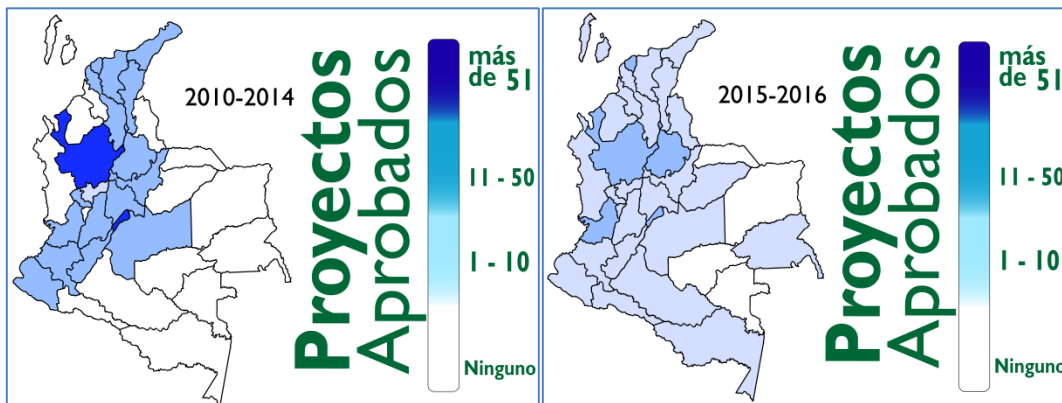 2010-2014
Proyectos
Aprobados
más
de 51
11 - 50
1 - 10
Ninguno
2015-2016
Proyectos
Aprobados
más
de 51
11 - 50
1 - 10
Ninguno